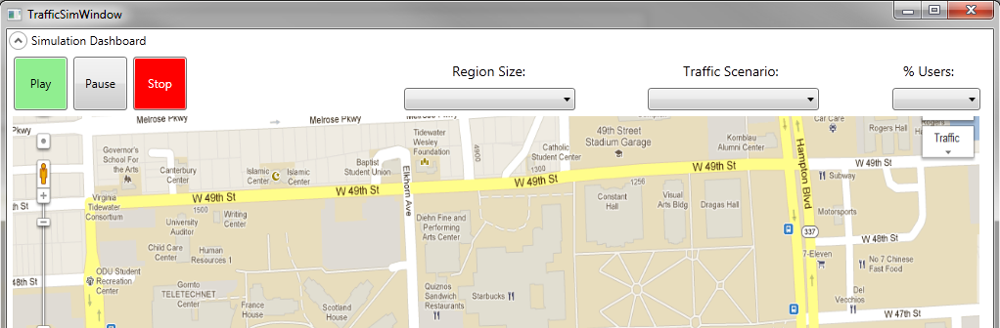 TrafficSimWindow
Simulation Dashboard
Play
Pause
Stop
Region Size:
Traffic Scenario:
% Users:
Pkwy
Melrose Pkwy
Melrose Pkwy
Melrose Pkwy
Governor's
School For
the Arts
Canterbury
Center
Islamic
Center
Islamic
Center
Baptist
Student Union
Tidewater
Wesley
Foundation
4900
Catholic
Student Center
1300
49th Street
Stadium Garage
Kornblau
Alumni Center
Car Care
Rogers Hall
Rogers
Traffic
W 49th St
W 49th St
W 49th St
W 49th St
W 49th St
th St
1500
1256
Virginia
Tidewater
Consortium
Writing
Center
University
Auditor
Child Care
Center
Human
Resources 1
Elkhorn Ave
Diehn Fine and
Performing
Arts Center
Constant
Hall
Visual
Arts Bldg
Dragas Hall
Hampton Blvd
Subway
Motorsports
337
W 48th St
ODU Student
Recreation
Center
Gornto
TELETECHNET
Center
France
House
Scotland
House
Quiznos
Sandwich
Restaurants
Starbucks
7-Eleven
No 7 Chinese
Fast Food
Del
Vecchios
W 47th St
48th St